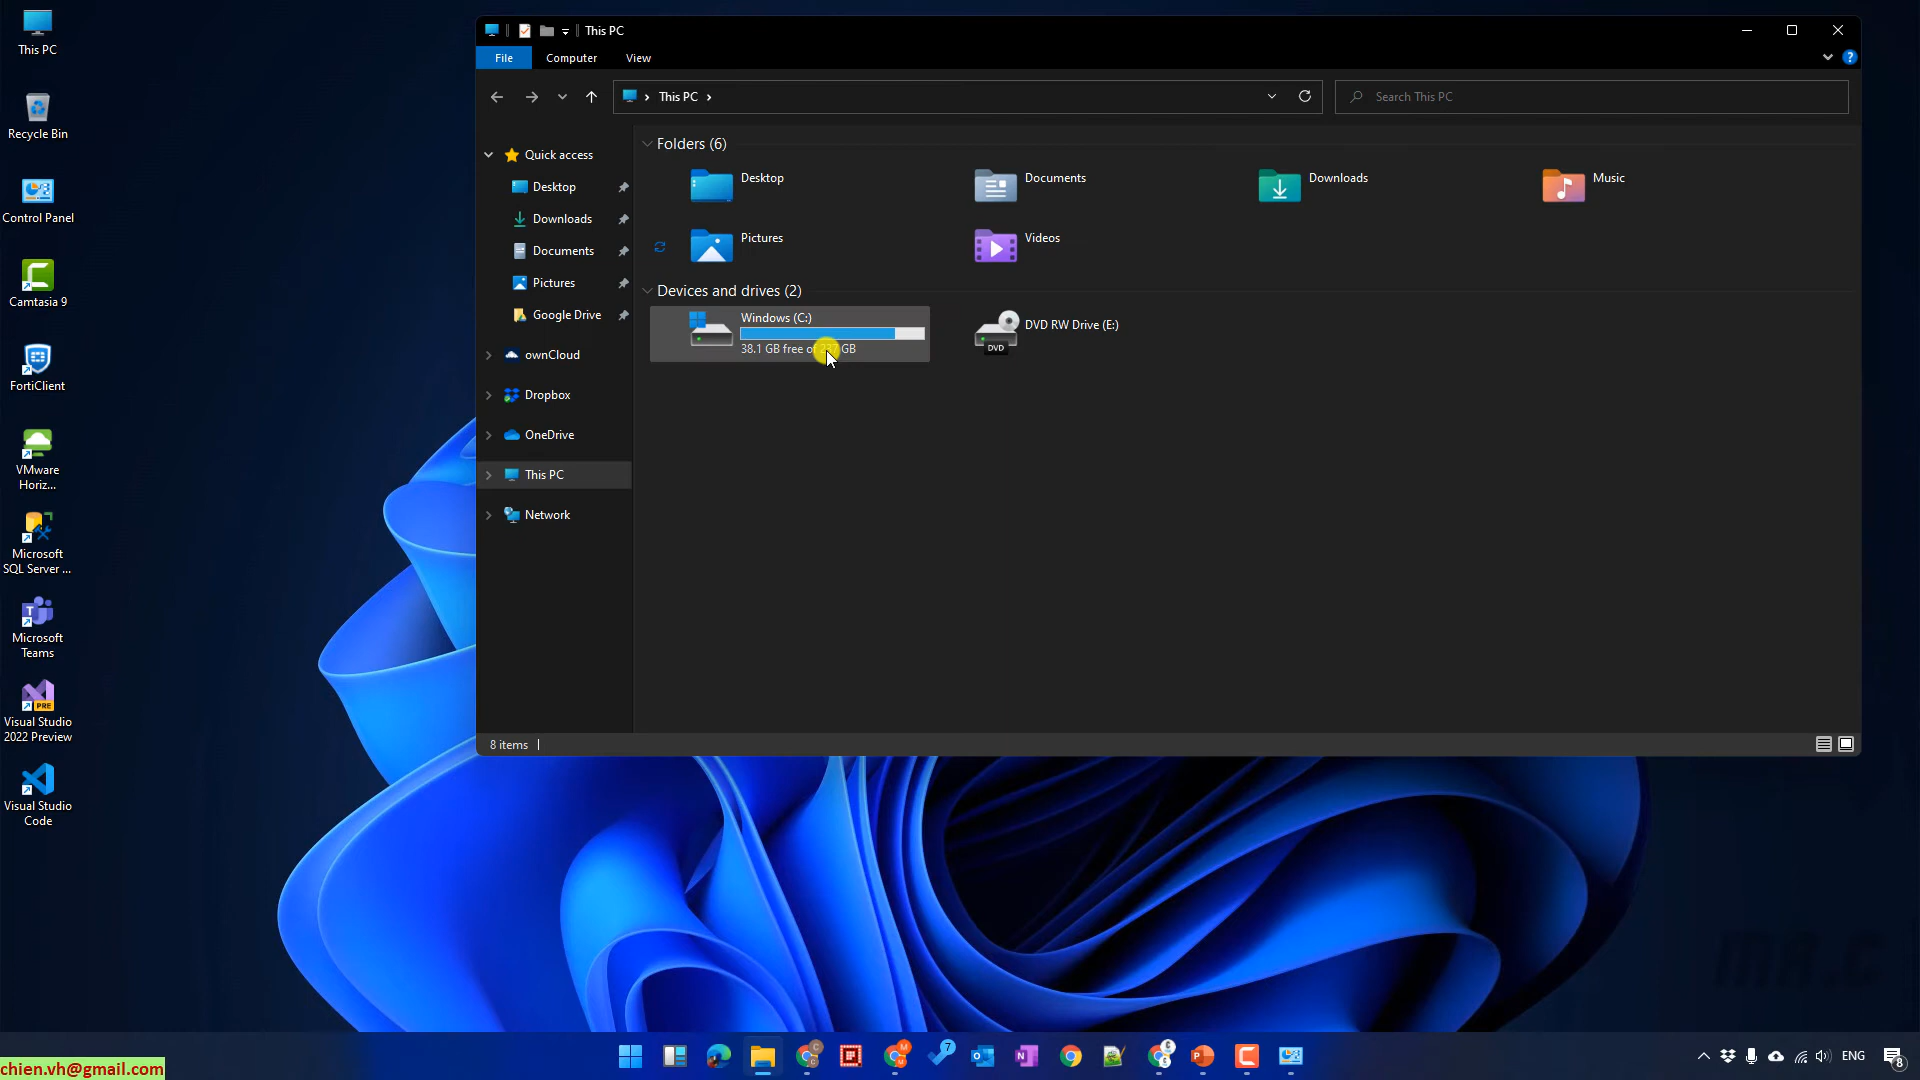 This PC
Recycle Bin
Control Panel
Camtasia 9
FortiClient
VMware
Horiz...
Microsoft
SQL Server ...
Microsoft
Teams
Visual Studio
2022 Preview
Visual Studio
Code
This PC
File
Computer
View
This PC
Search This PC
Quick access
Desktop
Downloads
Documents
Pictures
Google Drive
ownCloud
Dropbox
OneDrive
This PC
Network
Folders (6)
Desktop
Documents
Downloads
Music
Pictures
Videos
Devices and drives (2)
Windows (C:)
38.1 GB free of 237 GB
DVD RW Drive (E:)
DVD
8 items
MR.C
chien.vh@gmail.com
7
ENG
8